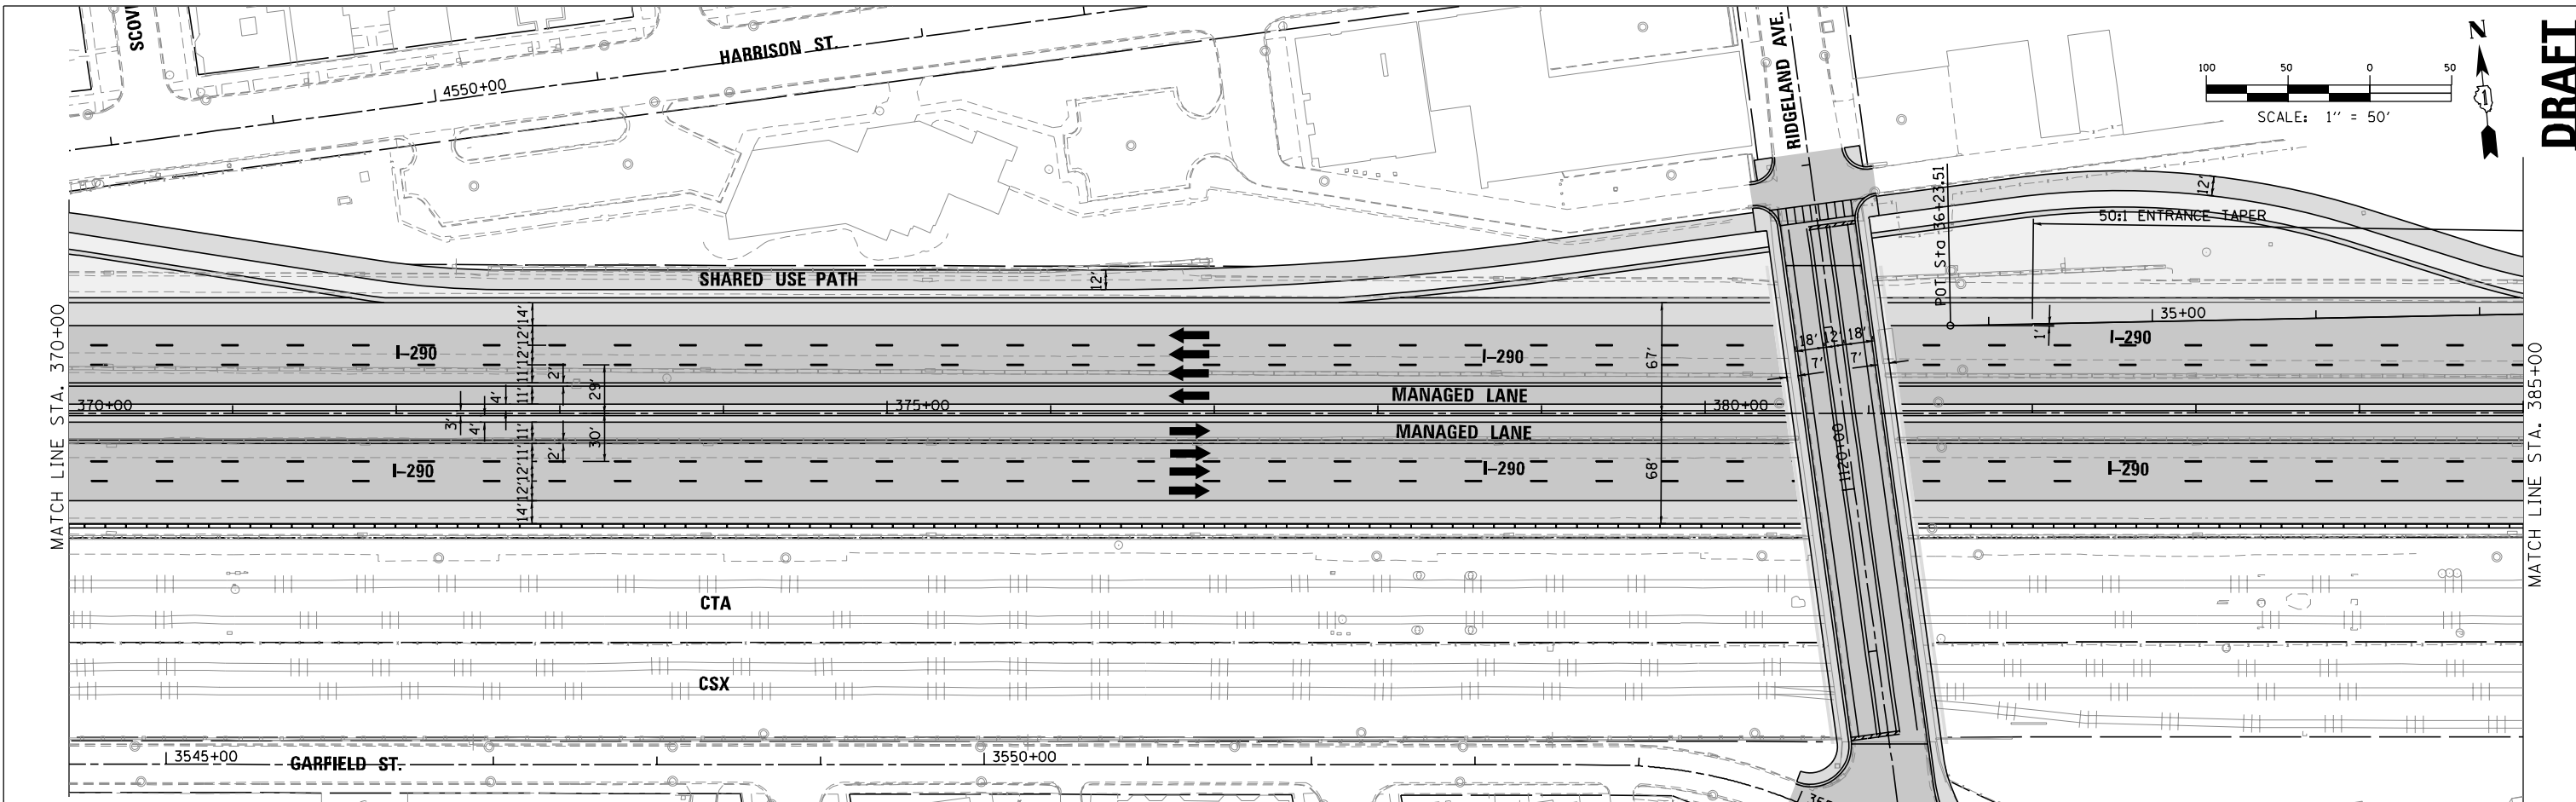 SCOVI
HARRISON ST.
4550+00
RIDGELAND AVE.
100 50 0 50
SCALE: 1" = 50'
N
1
DRAFT
POT Sta 36+23.51
12'
50:1 ENTRANCE TAPER
SHARED USE PATH
12'
MATCH LINE STA. 370+00
MATCH LINE STA. 385+00
35+00
1'
14'
12'
12'
11'
11'
2'
29'
4'
I-290
I-290
I-290
67'
18' 12' 18'
7' 7'
MANAGED LANE
370+00
375+00
380+00
3'
4'
11'
11'
12'
12'
14'
2'
30'
MANAGED LANE
68'
1120+00
I-290
I-290
I-290
CTA
CSX
3545+00
GARFIELD ST.
3550+00